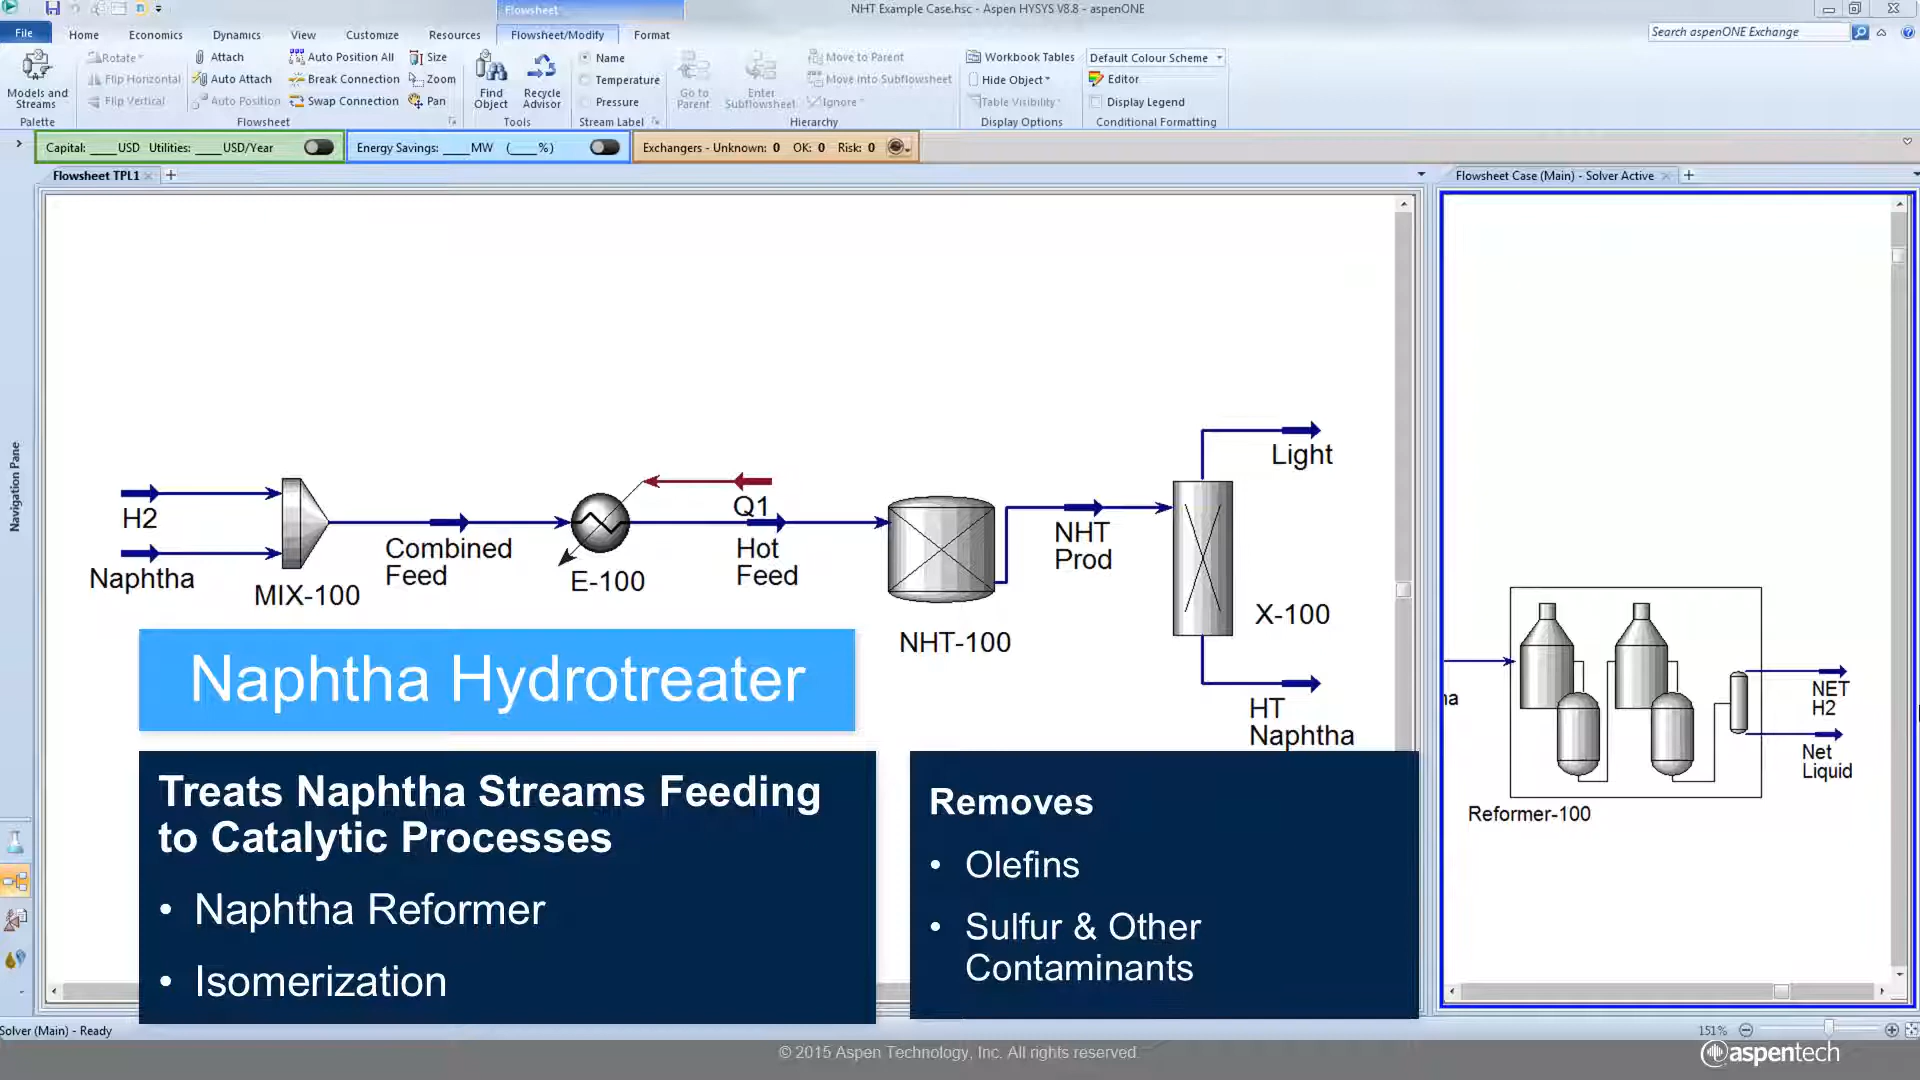 Flowsheet
NHT Example Case.hsc - Aspen HYSYS V8.8 - aspenONE
File
Home
Economics
Dynamics
View
Customize
Resources
Flowsheet/Modify
Format
Search aspenONE Exchange
Models and
Streams
Rotate
Flip Horizontal
Flip Vertical
Attach
Auto Attach
Auto Position
Auto Position All
Break Connection
Swap Connection
Size
Zoom
Pan
Find
Object
Recycle
Advisor
Name
Temperature
Pressure
Go to
Parent
Enter
Subflowsheet
Move to Parent
Move into Subflowsheet
Ignore
Workbook Tables
Hide Object
Table Visibility
Default Colour Scheme
Editor
Display Legend
Palette
Flowsheet
Tools
Stream Label
Hierarchy
Display Options
Conditional Formatting
Capital: ____USD Utilities: ____USD/Year
Energy Savings: ____MW (____%)
Exchangers - Unknown: 0 OK: 0 Risk: 0
Flowsheet TPL1
Flowsheet Case (Main) - Solver Active
Navigation Pane
Light
H2
Naphtha
MIX-100
Combined
Feed
Q1
E-100
Hot
Feed
NHT-100
NHT
Prod
X-100
HT
Naphtha
na
NET
H2
Net
Liquid
Reformer-100
Naphtha Hydrotreater
Treats Naphtha Streams Feeding
to Catalytic Processes
• Naphtha Reformer
• Isomerization
Removes
• Olefins
• Sulfur & Other
Contaminants
Solver (Main) - Ready
151%
© 2015 Aspen Technology, Inc. All rights reserved.
aspentech